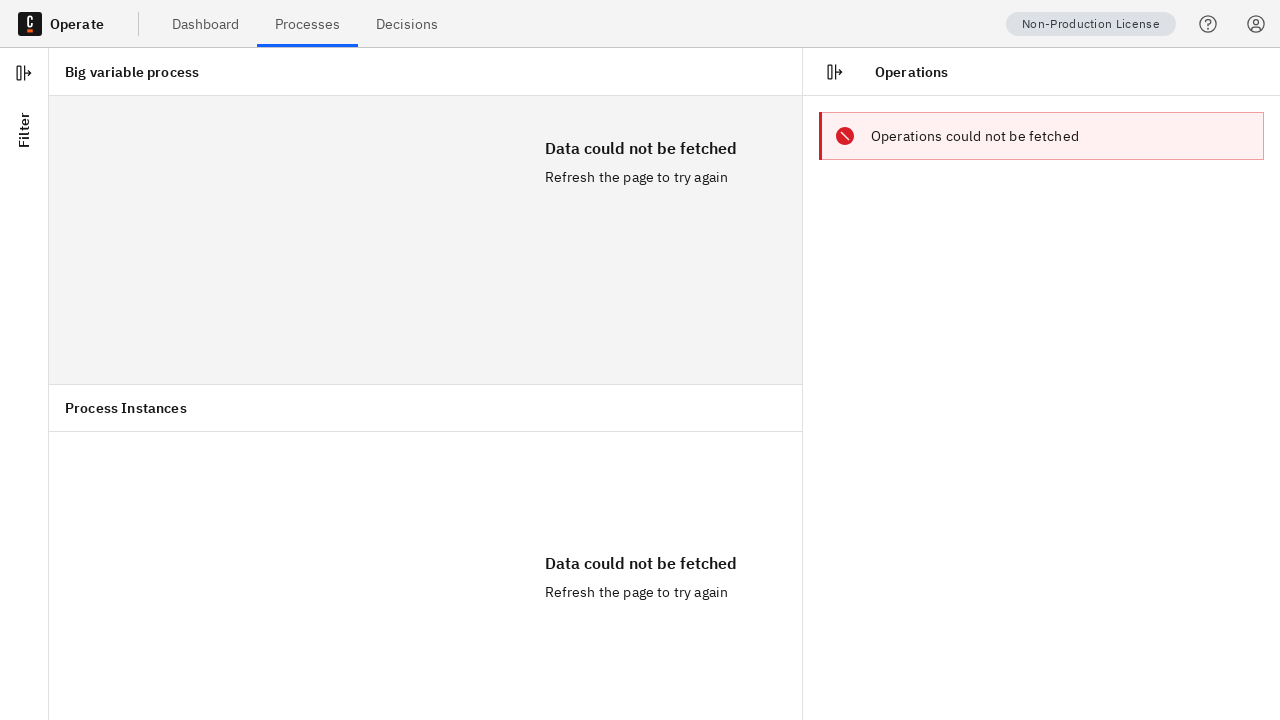 C
Operate
Dashboard
Processes
Decisions
Non-Production License
Filter
Big variable process
Data could not be fetched
Refresh the page to try again
Process Instances
Data could not be fetched
Refresh the page to try again
Operations
Operations could not be fetched